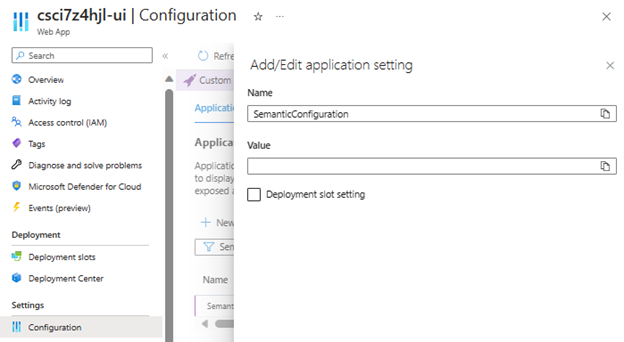 csci7z4hjl-ui | Configuration
Web App
Search
Overview
Activity log
Access control (IAM)
Tags
Diagnose and solve problems
Microsoft Defender for Cloud
Events (preview)
Deployment
Deployment slots
Deployment Center
Settings
Configuration
Refre
Custom
Applicatio
Applica
Applicatio
to display
exposed a
New
Sen
Name
Semant
Add/Edit application setting
Name
SemanticConfiguration
Value
Deployment slot setting